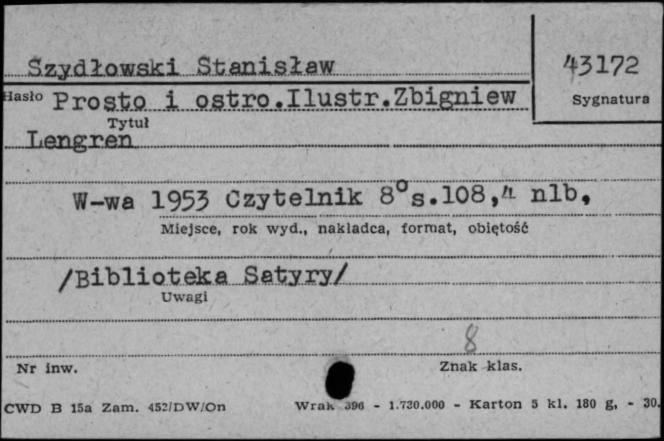 Szydłowski Stanisław
43172
Hasło Prosto i ostro.Ilustr.Zbigniew
Sygnatura
Tytuł
Lengren
W-wa 1953 Czytelnik 8°s.108,4 nlb,
Miejsce, rok wyd., nakładca, format, objętość
/Biblioteka Satyry/
Uwagi
8
Nr inw.
Znak klas.
CWD B 15a Zam. 452/DW/On Wrak 396 - 1.730.000 - Karton 5 kl. 180 g. - 30.